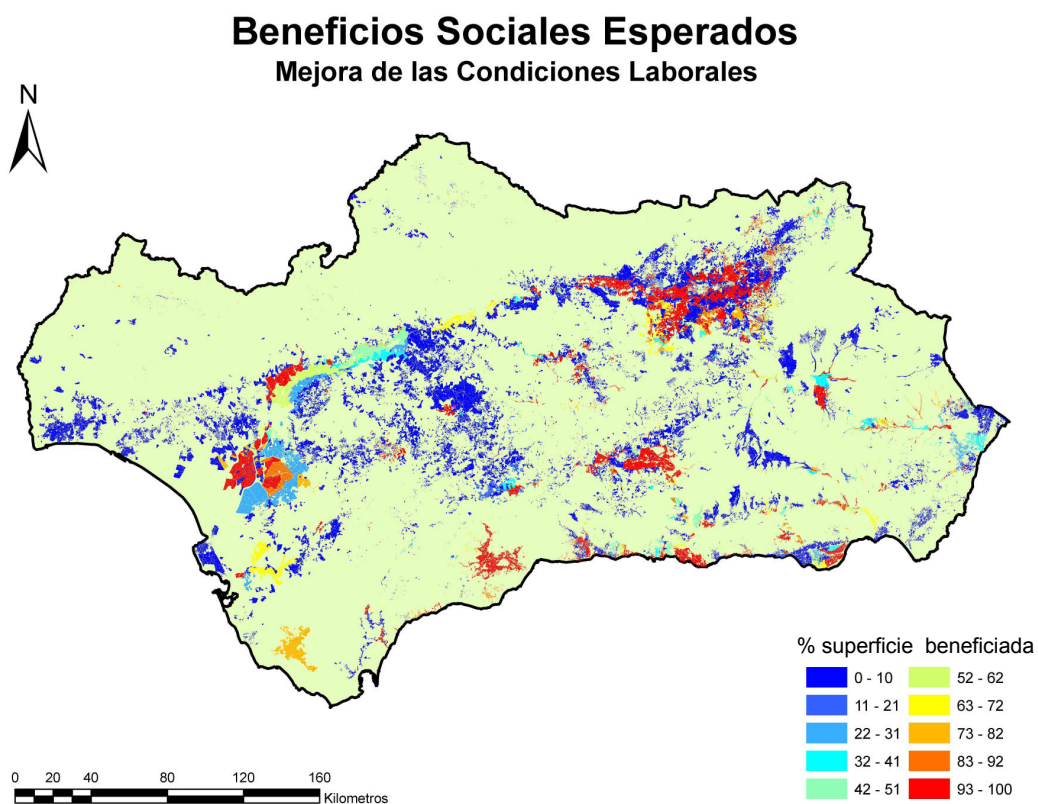 Beneficios Sociales Esperados
Mejora de las Condiciones Laborales
N
% superficie beneficiada
0 - 10
52 - 62
11 - 21
63 - 72
22 - 31
73 - 82
32 - 41
83 - 92
42 - 51
93 - 100
0 20 40 80 120 160
Kilometros